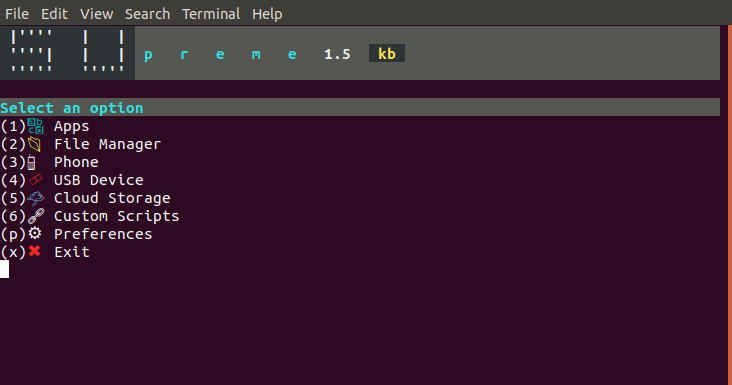 File Edit View Search Terminal Help
p r e m e 1.5 kb
Select an option
(1) Apps
(2) File Manager
(3) Phone
(4) USB Device
(5) Cloud Storage
(6) Custom Scripts
(p) Preferences
(x) Exit